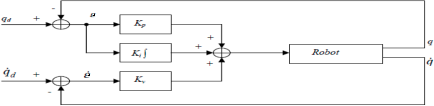 -
q_d + e K_p +
K_i ∫ + + Robot q
q̇_d + ė K_v + q̇
-